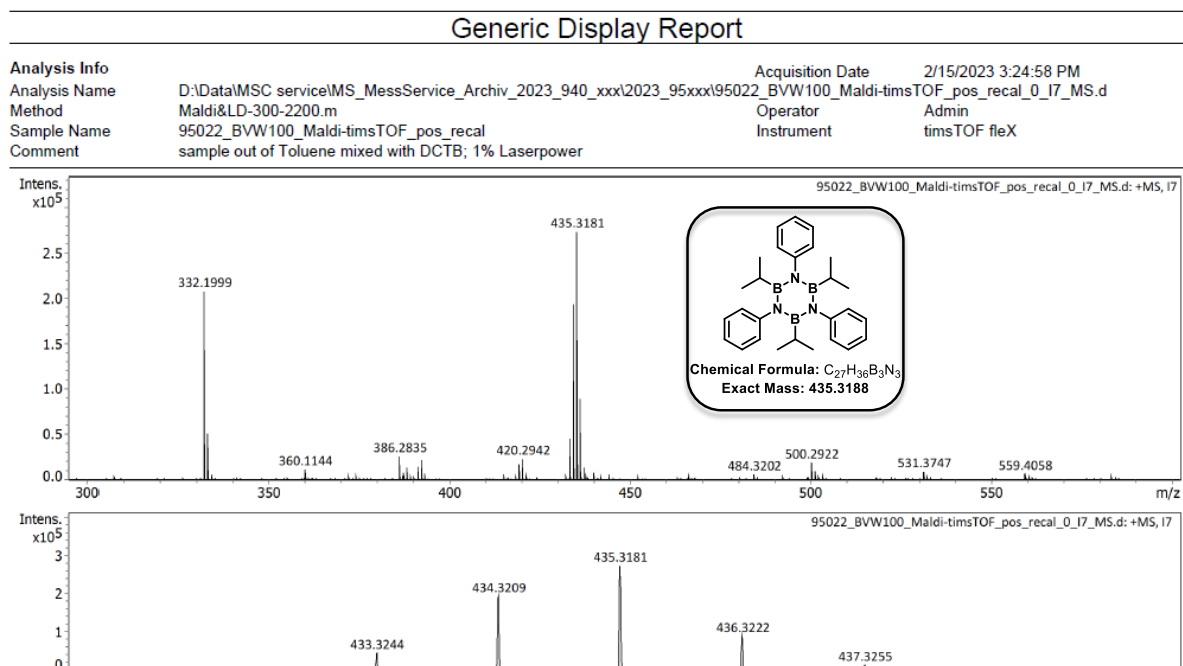 Generic Display Report
Analysis Info
Acquisition Date 2/15/2023 3:24:58 PM
Analysis Name D:\Data\MSC service\MS_MessService_Archiv_2023_940_xxx\2023_95xxx\95022_BVW100_Maldi-timsTOF_pos_recal_0_I7_MS.d
Method Maldi&LD-300-2200.m Operator Admin
Sample Name 95022_BVW100_Maldi-timsTOF_pos_recal Instrument timsTOF fleX
Comment sample out of Toluene mixed with DCTB; 1% Laserpower
Intens.
x10⁵
95022_BVW100_Maldi-timsTOF_pos_recal_0_I7_MS.d: +MS, I7
435.3181
2.5
332.1999
2.0
1.5
1.0
0.5
0.0
N
B B
N N
B
Chemical Formula: C₂₇H₃₆B₃N₃
Exact Mass: 435.3188
360.1144
386.2835
420.2942
484.3202
500.2922
531.3747
559.4058
300 350 400 450 500 550 m/z
Intens.
x10⁵
95022_BVW100_Maldi-timsTOF_pos_recal_0_I7_MS.d: +MS, I7
3
435.3181
2
434.3209
1
433.3244
436.3222
437.3255
0